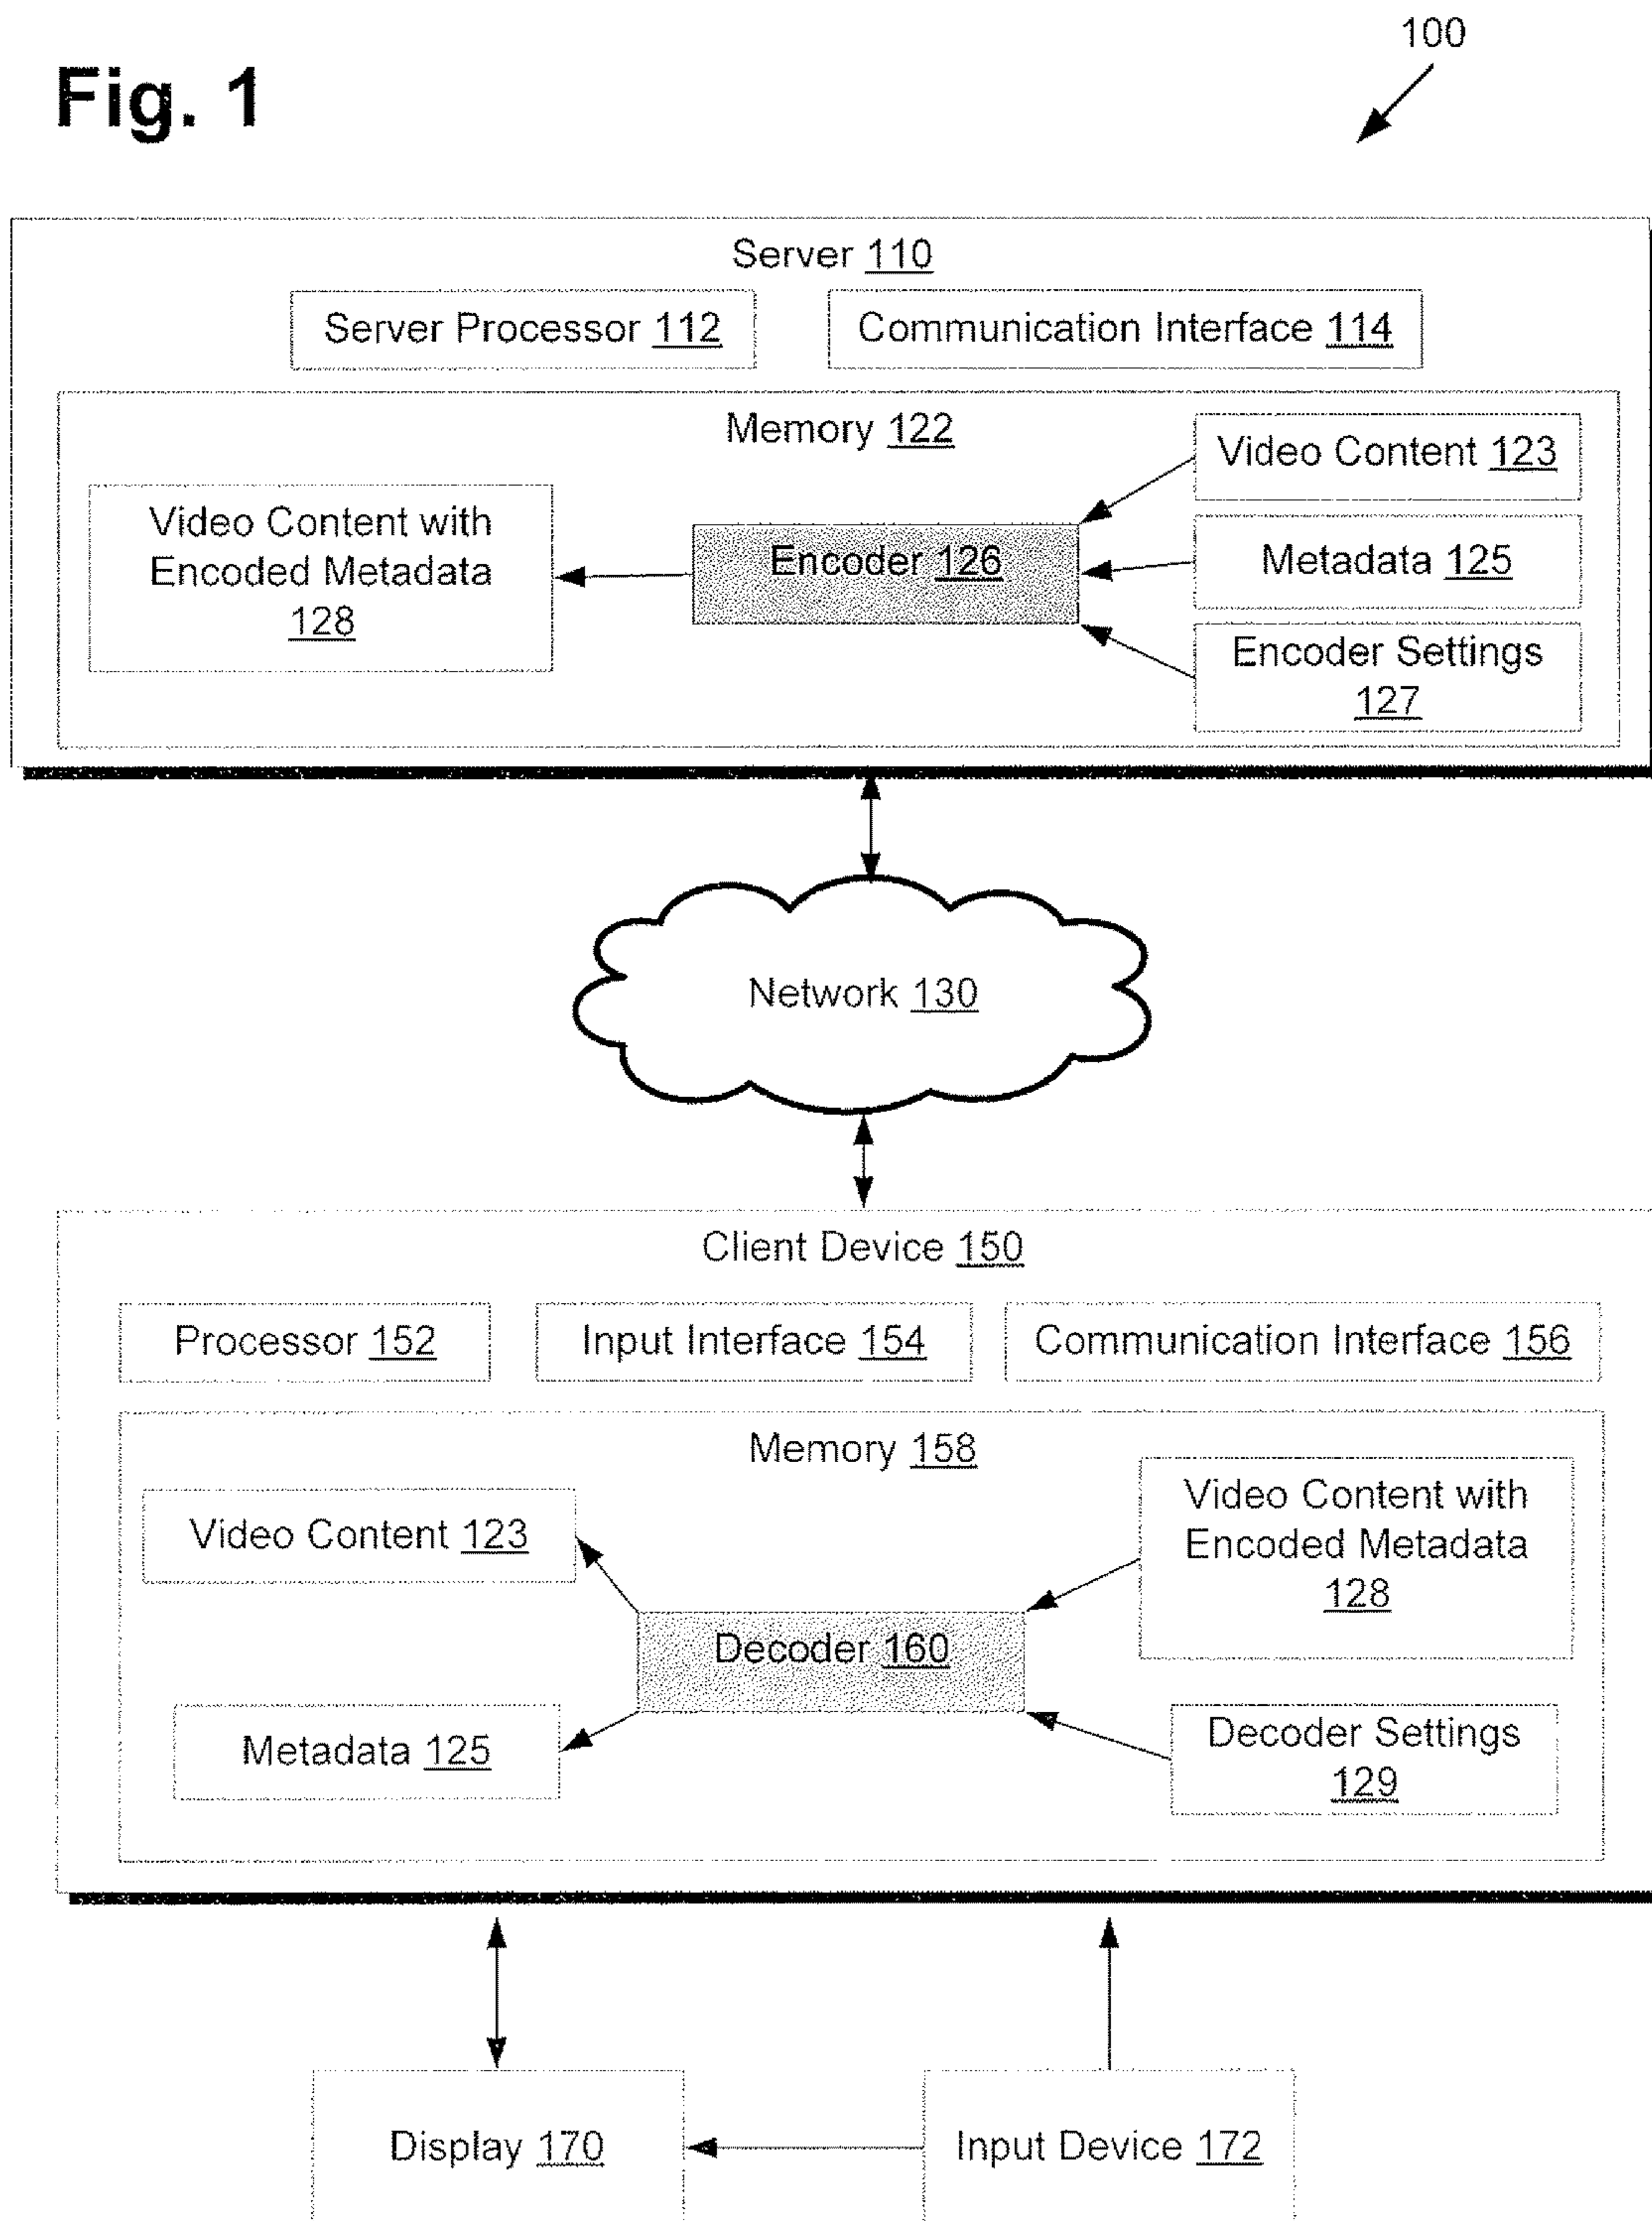 100
Fig. 1
Server 110
Server Processor 112
Communication Interface 114
Memory 122
Video Content 123
Video Content with
Encoded Metadata
128
Encoder 126
Metadata 125
Encoder Settings
127
Network 130
Client Device 150
Processor 152
Input Interface 154
Communication Interface 156
Memory 158
Video Content 123
Video Content with
Encoded Metadata
128
Decoder 160
Metadata 125
Decoder Settings
129
Display 170
Input Device 172